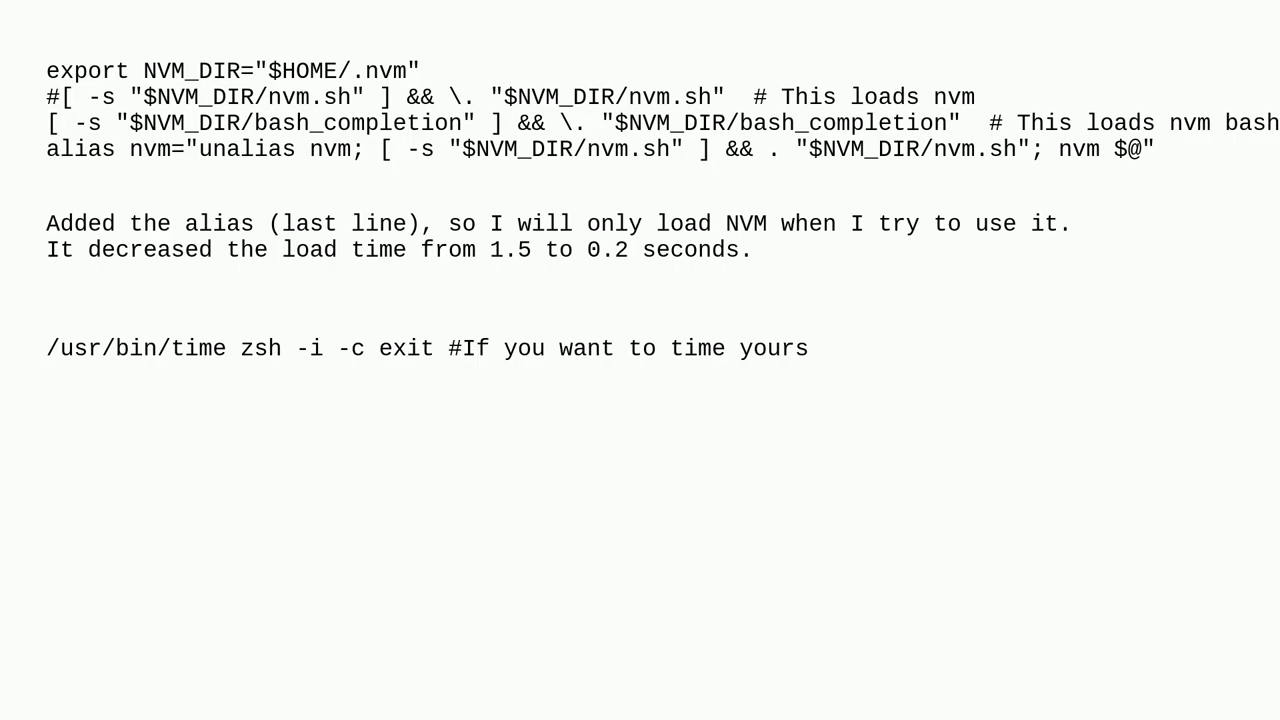 export NVM_DIR="$HOME/.nvm"
#[ -s "$NVM_DIR/nvm.sh" ] && \. "$NVM_DIR/nvm.sh"  # This loads nvm
[ -s "$NVM_DIR/bash_completion" ] && \. "$NVM_DIR/bash_completion"  # This loads nvm bash
alias nvm="unalias nvm; [ -s "$NVM_DIR/nvm.sh" ] && . "$NVM_DIR/nvm.sh"; nvm $@"
Added the alias (last line), so I will only load NVM when I try to use it.
It decreased the load time from 1.5 to 0.2 seconds.
/usr/bin/time zsh -i -c exit #If you want to time yours